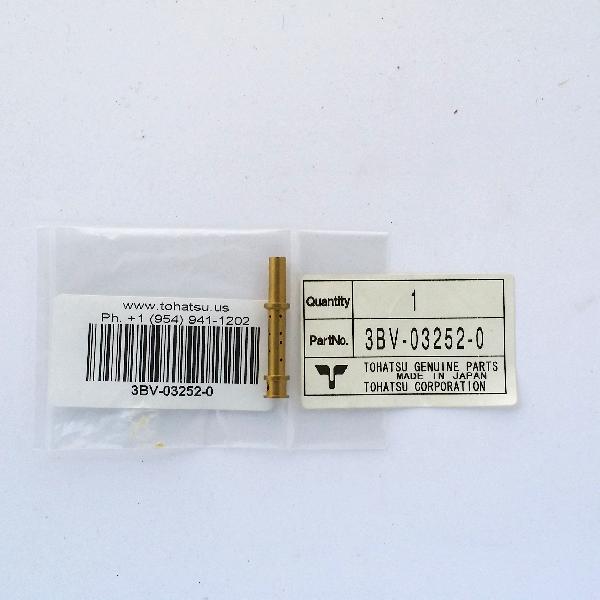 www.tohatsu.us
Ph. +1 (954) 941-1202
3BV-03252-0
Quantity 1
PartNo. 3BV-03252-0
TOHATSU GENUINE PARTS
MADE IN JAPAN
TOHATSU CORPORATION